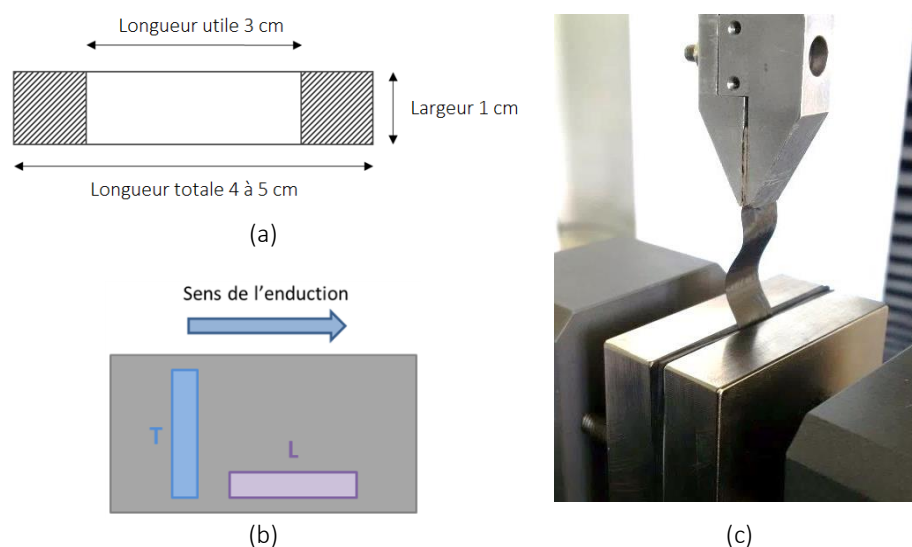 Longueur utile 3 cm
Largeur 1 cm
Longueur totale 4 à 5 cm
(a)
Sens de l'enduction
T
L
(b)
(c)